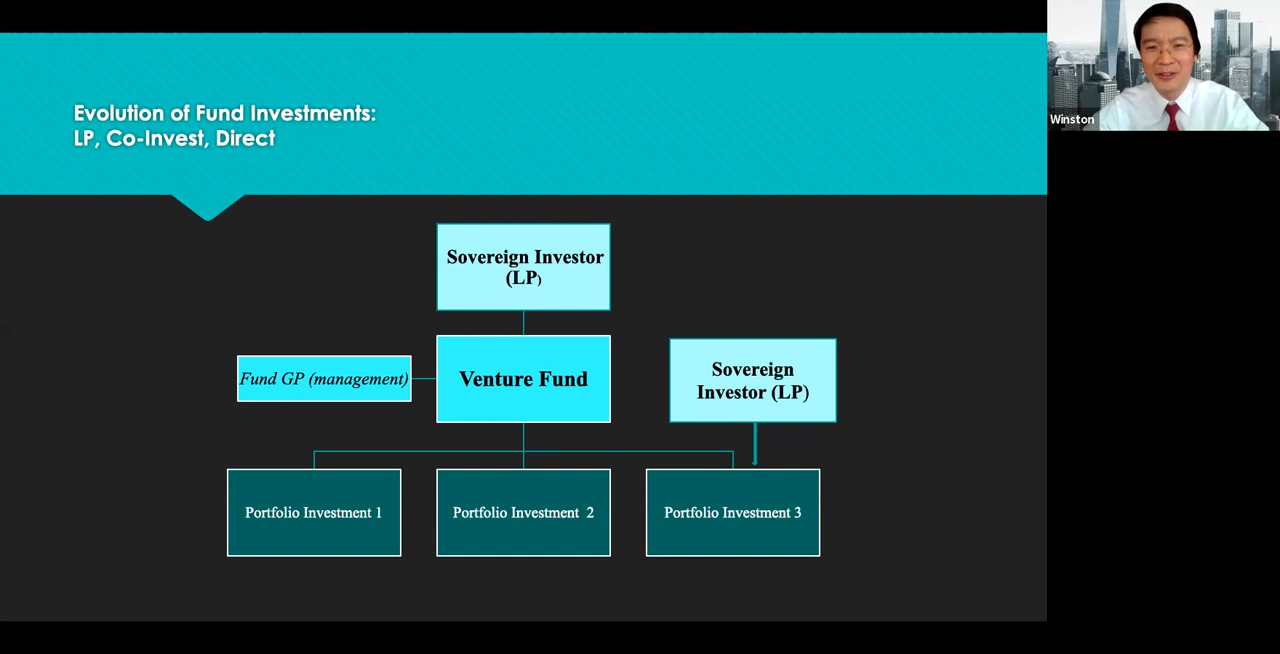 Evolution of Fund Investments:
LP, Co-Invest, Direct
Winston
Sovereign Investor
(LP)
Fund GP (management)
Venture Fund
Sovereign
Investor (LP)
Portfolio Investment 1
Portfolio Investment 2
Portfolio Investment 3